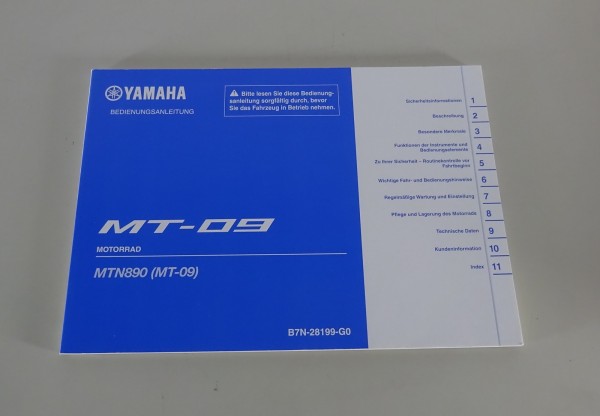 YAMAHA
BEDIENUNGSANLEITUNG
Bitte lesen Sie diese Bedienung-
sanleitung sorgfältig durch, bevor
Sie das Fahrzeug in Betrieb nehmen.
MT-09
MOTORRAD
MTN890 (MT-09)
B7N-28199-G0
Sicherheitsinformationen 1
Beschreibung 2
Besondere Merkmale 3
Funktionen der Instrumente und
Bedienungselemente 4
Zu Ihrer Sicherheit – Routinekontrolle vor
Fahrtbeginn 5
Wichtige Fahr- und Bedienungshinweise 6
Regelmäßige Wartung und Einstellung 7
Pflege und Lagerung des Motorrads 8
Technische Daten 9
Kundeninformation 10
Index 11